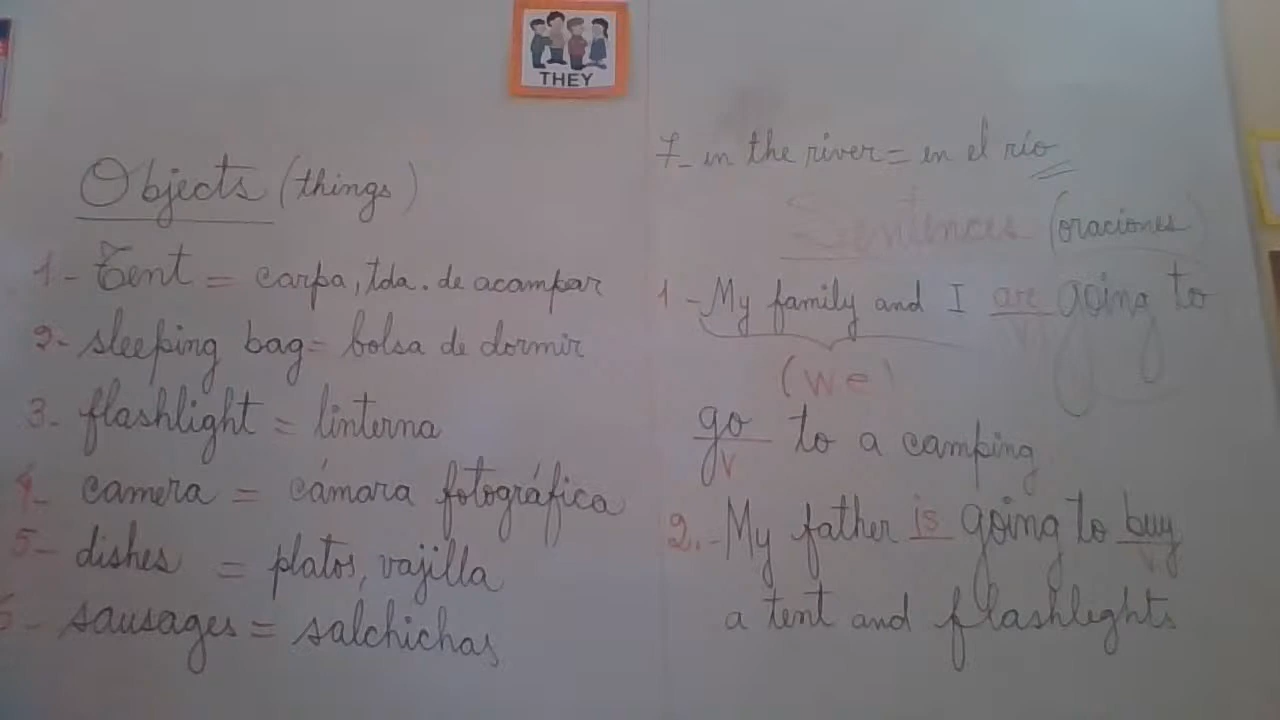 THEY
Objects (things)
1- Tent = carpa, tda. de acampar
2- sleeping bag = bolsa de dormir
3- flashlight = linterna
4- camera = cámara fotográfica
5- dishes = platos, vajilla
6- sausages = salchichas
7- in the river = en el río
Sentences (oraciones)
1- My family and I are going to
V
(we)
go to a camping
V
2.- My father is going to buy
V
a tent and flashlights